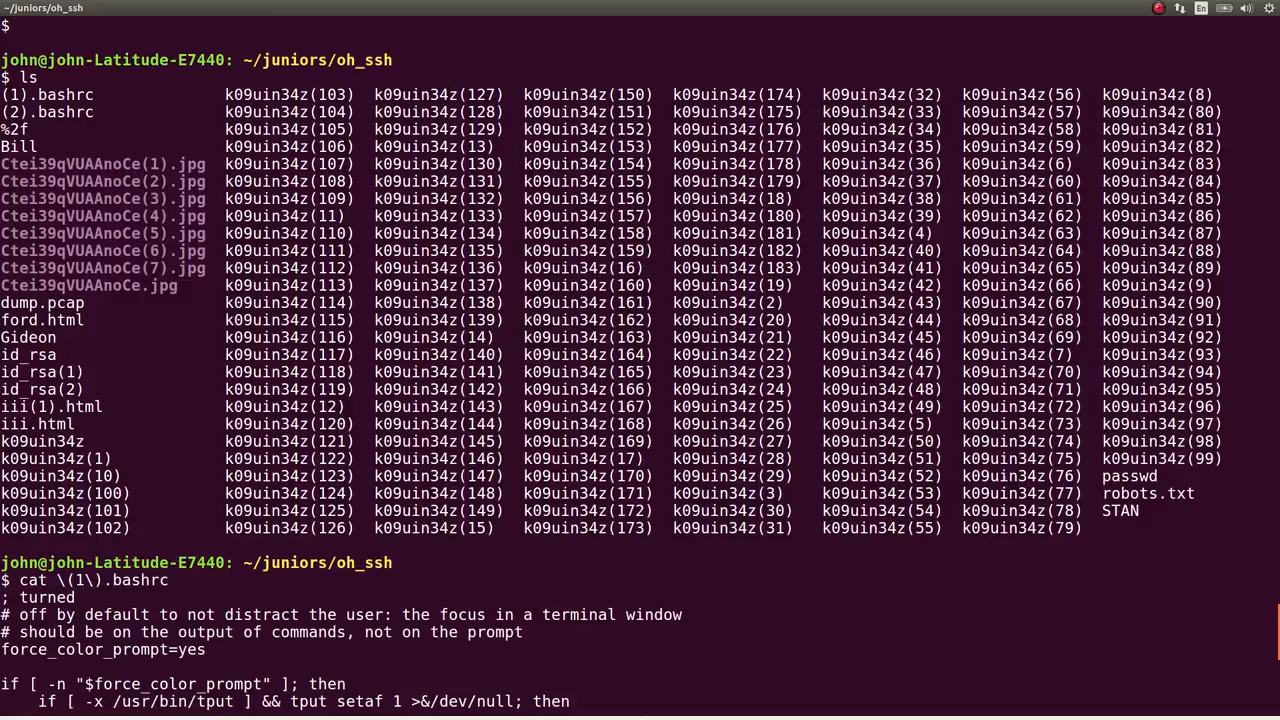 ~/juniors/oh_ssh En
$
john@john-Latitude-E7440: ~/juniors/oh_ssh
$ ls
(1).bashrc k09uin34z(103) k09uin34z(127) k09uin34z(150) k09uin34z(174) k09uin34z(32) k09uin34z(56) k09uin34z(8)
(2).bashrc k09uin34z(104) k09uin34z(128) k09uin34z(151) k09uin34z(175) k09uin34z(33) k09uin34z(57) k09uin34z(80)
%2f k09uin34z(105) k09uin34z(129) k09uin34z(152) k09uin34z(176) k09uin34z(34) k09uin34z(58) k09uin34z(81)
Bill k09uin34z(106) k09uin34z(13) k09uin34z(153) k09uin34z(177) k09uin34z(35) k09uin34z(59) k09uin34z(82)
Ctei39qVUAAnoCe(1).jpg k09uin34z(107) k09uin34z(130) k09uin34z(154) k09uin34z(178) k09uin34z(36) k09uin34z(6) k09uin34z(83)
Ctei39qVUAAnoCe(2).jpg k09uin34z(108) k09uin34z(131) k09uin34z(155) k09uin34z(179) k09uin34z(37) k09uin34z(60) k09uin34z(84)
Ctei39qVUAAnoCe(3).jpg k09uin34z(109) k09uin34z(132) k09uin34z(156) k09uin34z(18) k09uin34z(38) k09uin34z(61) k09uin34z(85)
Ctei39qVUAAnoCe(4).jpg k09uin34z(11) k09uin34z(133) k09uin34z(157) k09uin34z(180) k09uin34z(39) k09uin34z(62) k09uin34z(86)
Ctei39qVUAAnoCe(5).jpg k09uin34z(110) k09uin34z(134) k09uin34z(158) k09uin34z(181) k09uin34z(4) k09uin34z(63) k09uin34z(87)
Ctei39qVUAAnoCe(6).jpg k09uin34z(111) k09uin34z(135) k09uin34z(159) k09uin34z(182) k09uin34z(40) k09uin34z(64) k09uin34z(88)
Ctei39qVUAAnoCe(7).jpg k09uin34z(112) k09uin34z(136) k09uin34z(16) k09uin34z(183) k09uin34z(41) k09uin34z(65) k09uin34z(89)
Ctei39qVUAAnoCe.jpg k09uin34z(113) k09uin34z(137) k09uin34z(160) k09uin34z(19) k09uin34z(42) k09uin34z(66) k09uin34z(9)
dump.pcap k09uin34z(114) k09uin34z(138) k09uin34z(161) k09uin34z(2) k09uin34z(43) k09uin34z(67) k09uin34z(90)
ford.html k09uin34z(115) k09uin34z(139) k09uin34z(162) k09uin34z(20) k09uin34z(44) k09uin34z(68) k09uin34z(91)
Gideon k09uin34z(116) k09uin34z(14) k09uin34z(163) k09uin34z(21) k09uin34z(45) k09uin34z(69) k09uin34z(92)
id_rsa k09uin34z(117) k09uin34z(140) k09uin34z(164) k09uin34z(22) k09uin34z(46) k09uin34z(7) k09uin34z(93)
id_rsa(1) k09uin34z(118) k09uin34z(141) k09uin34z(165) k09uin34z(23) k09uin34z(47) k09uin34z(70) k09uin34z(94)
id_rsa(2) k09uin34z(119) k09uin34z(142) k09uin34z(166) k09uin34z(24) k09uin34z(48) k09uin34z(71) k09uin34z(95)
iii(1).html k09uin34z(12) k09uin34z(143) k09uin34z(167) k09uin34z(25) k09uin34z(49) k09uin34z(72) k09uin34z(96)
iii.html k09uin34z(120) k09uin34z(144) k09uin34z(168) k09uin34z(26) k09uin34z(5) k09uin34z(73) k09uin34z(97)
k09uin34z k09uin34z(121) k09uin34z(145) k09uin34z(169) k09uin34z(27) k09uin34z(50) k09uin34z(74) k09uin34z(98)
k09uin34z(1) k09uin34z(122) k09uin34z(146) k09uin34z(17) k09uin34z(28) k09uin34z(51) k09uin34z(75) k09uin34z(99)
k09uin34z(10) k09uin34z(123) k09uin34z(147) k09uin34z(170) k09uin34z(29) k09uin34z(52) k09uin34z(76) passwd
k09uin34z(100) k09uin34z(124) k09uin34z(148) k09uin34z(171) k09uin34z(3) k09uin34z(53) k09uin34z(77) robots.txt
k09uin34z(101) k09uin34z(125) k09uin34z(149) k09uin34z(172) k09uin34z(30) k09uin34z(54) k09uin34z(78) STAN
k09uin34z(102) k09uin34z(126) k09uin34z(15) k09uin34z(173) k09uin34z(31) k09uin34z(55) k09uin34z(79)
john@john-Latitude-E7440: ~/juniors/oh_ssh
$ cat \(1\).bashrc
; turned
# off by default to not distract the user: the focus in a terminal window
# should be on the output of commands, not on the prompt
force_color_prompt=yes
if [ -n "$force_color_prompt" ]; then
if [ -x /usr/bin/tput ] && tput setaf 1 >&/dev/null; then